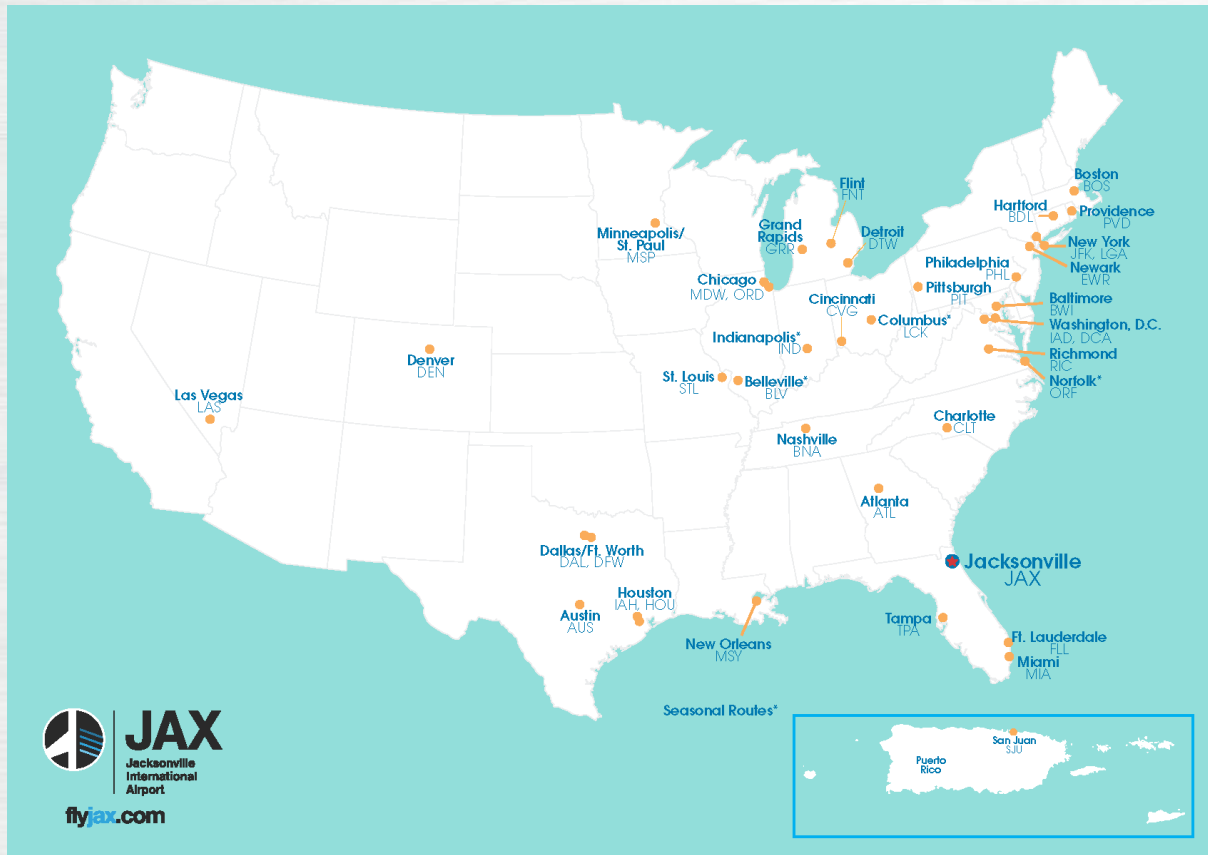 Flint
FNT
Boston
BOS
Hartford
BDL
Providence
PVD
Minneapolis/
St. Paul
MSP
Grand
Rapids
GRR
Detroit
DTW
New York
JFK, LGA
Newark
EWR
Philadelphia
PHL
Chicago
MDW, ORD
Pittsburgh
PIT
Cincinnati
CVG
Baltimore
BWI
Columbus*
LCK
Washington, D.C.
IAD, DCA
Indianapolis*
IND
Richmond
RIC
Denver
DEN
St. Louis
STL
Belleville*
BLV
Norfolk*
ORF
Las Vegas
LAS
Charlotte
CLT
Nashville
BNA
Atlanta
ATL
Dallas/Ft. Worth
DAL, DFW
Jacksonville
JAX
Houston
IAH, HOU
Austin
AUS
Tampa
TPA
New Orleans
MSY
Ft. Lauderdale
FLL
Miami
MIA
Seasonal Routes*
JAX
Jacksonville
International
Airport
flyjax.com
San Juan
SJU
Puerto
Rico